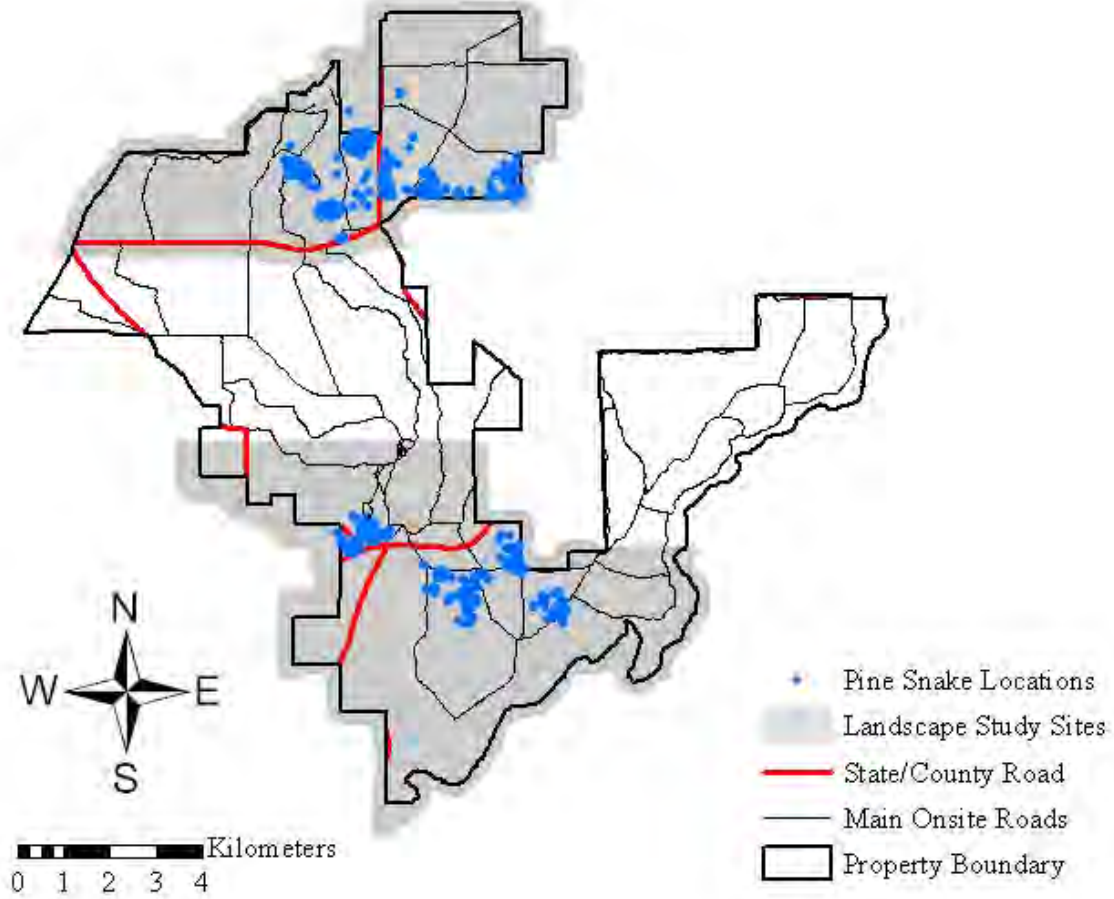 N
W E
S
Kilometers
0 1 2 3 4
Pine Snake Locations
Landscape Study Sites
State/County Road
Main Onsite Roads
Property Boundary